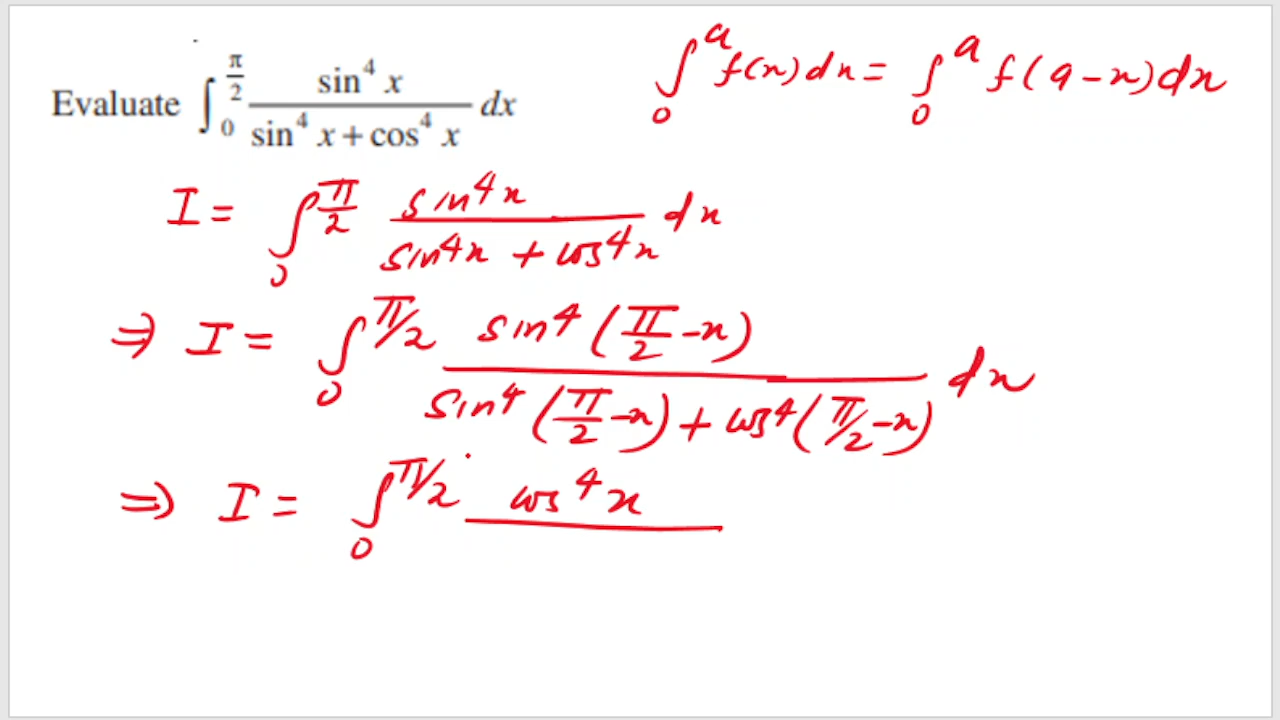 Evaluate ∫₀^(π/2) sin⁴ x / (sin⁴ x + cos⁴ x) dx
∫₀^a f(x) dx = ∫₀^a f(a-x) dx
I = ∫₀^(π/2) sin⁴x / (sin⁴x + cos⁴x) dx
⇒ I = ∫₀^(π/2) sin⁴(π/2 - x) / (sin⁴(π/2 - x) + cos⁴(π/2 - x)) dx
⇒ I = ∫₀^(π/2) cos⁴x /